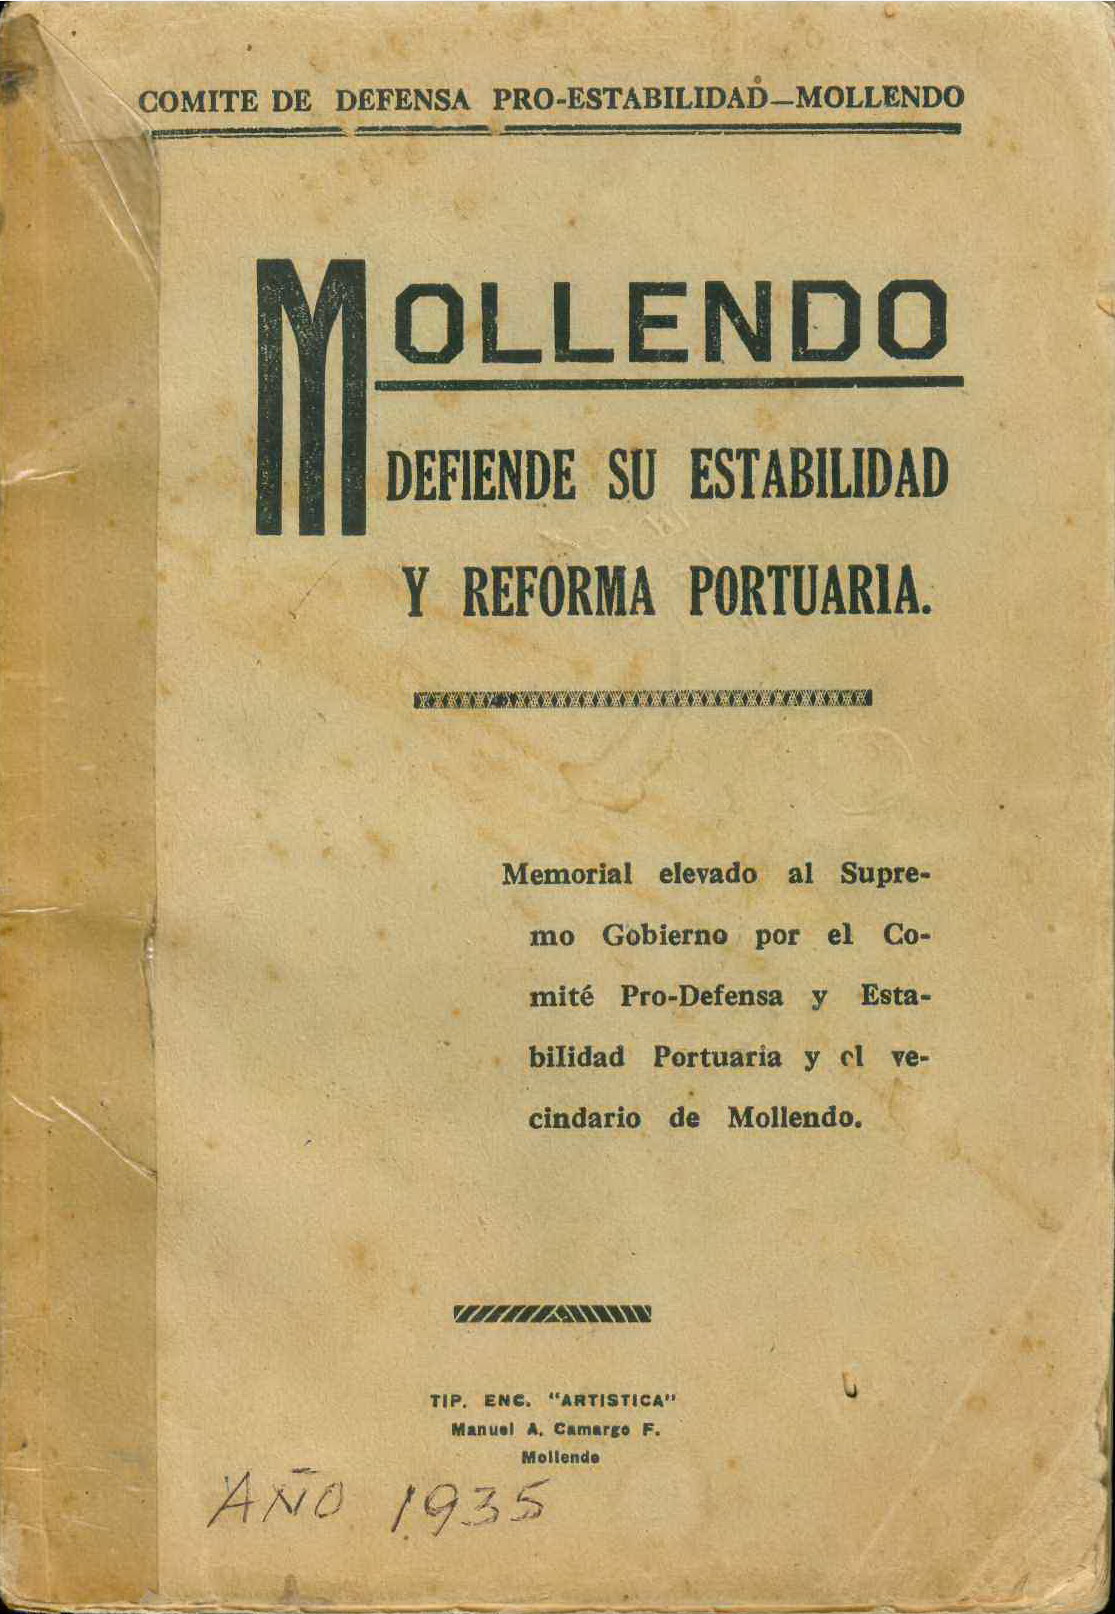 COMITE DE DEFENSA PRO-ESTABILIDAD—MOLLENDO
MOLLENDO
DEFIENDE SU ESTABILIDAD
Y REFORMA PORTUARIA.
Memorial elevado al Supre-
mo Gobierno por el Co-
mité Pro-Defensa y Esta-
bilidad Portuaria y el ve-
cindario de Mollendo.
TIP. ENC. "ARTISTICA"
Manuel A. Camargo F.
Mollendo
AÑO 1935